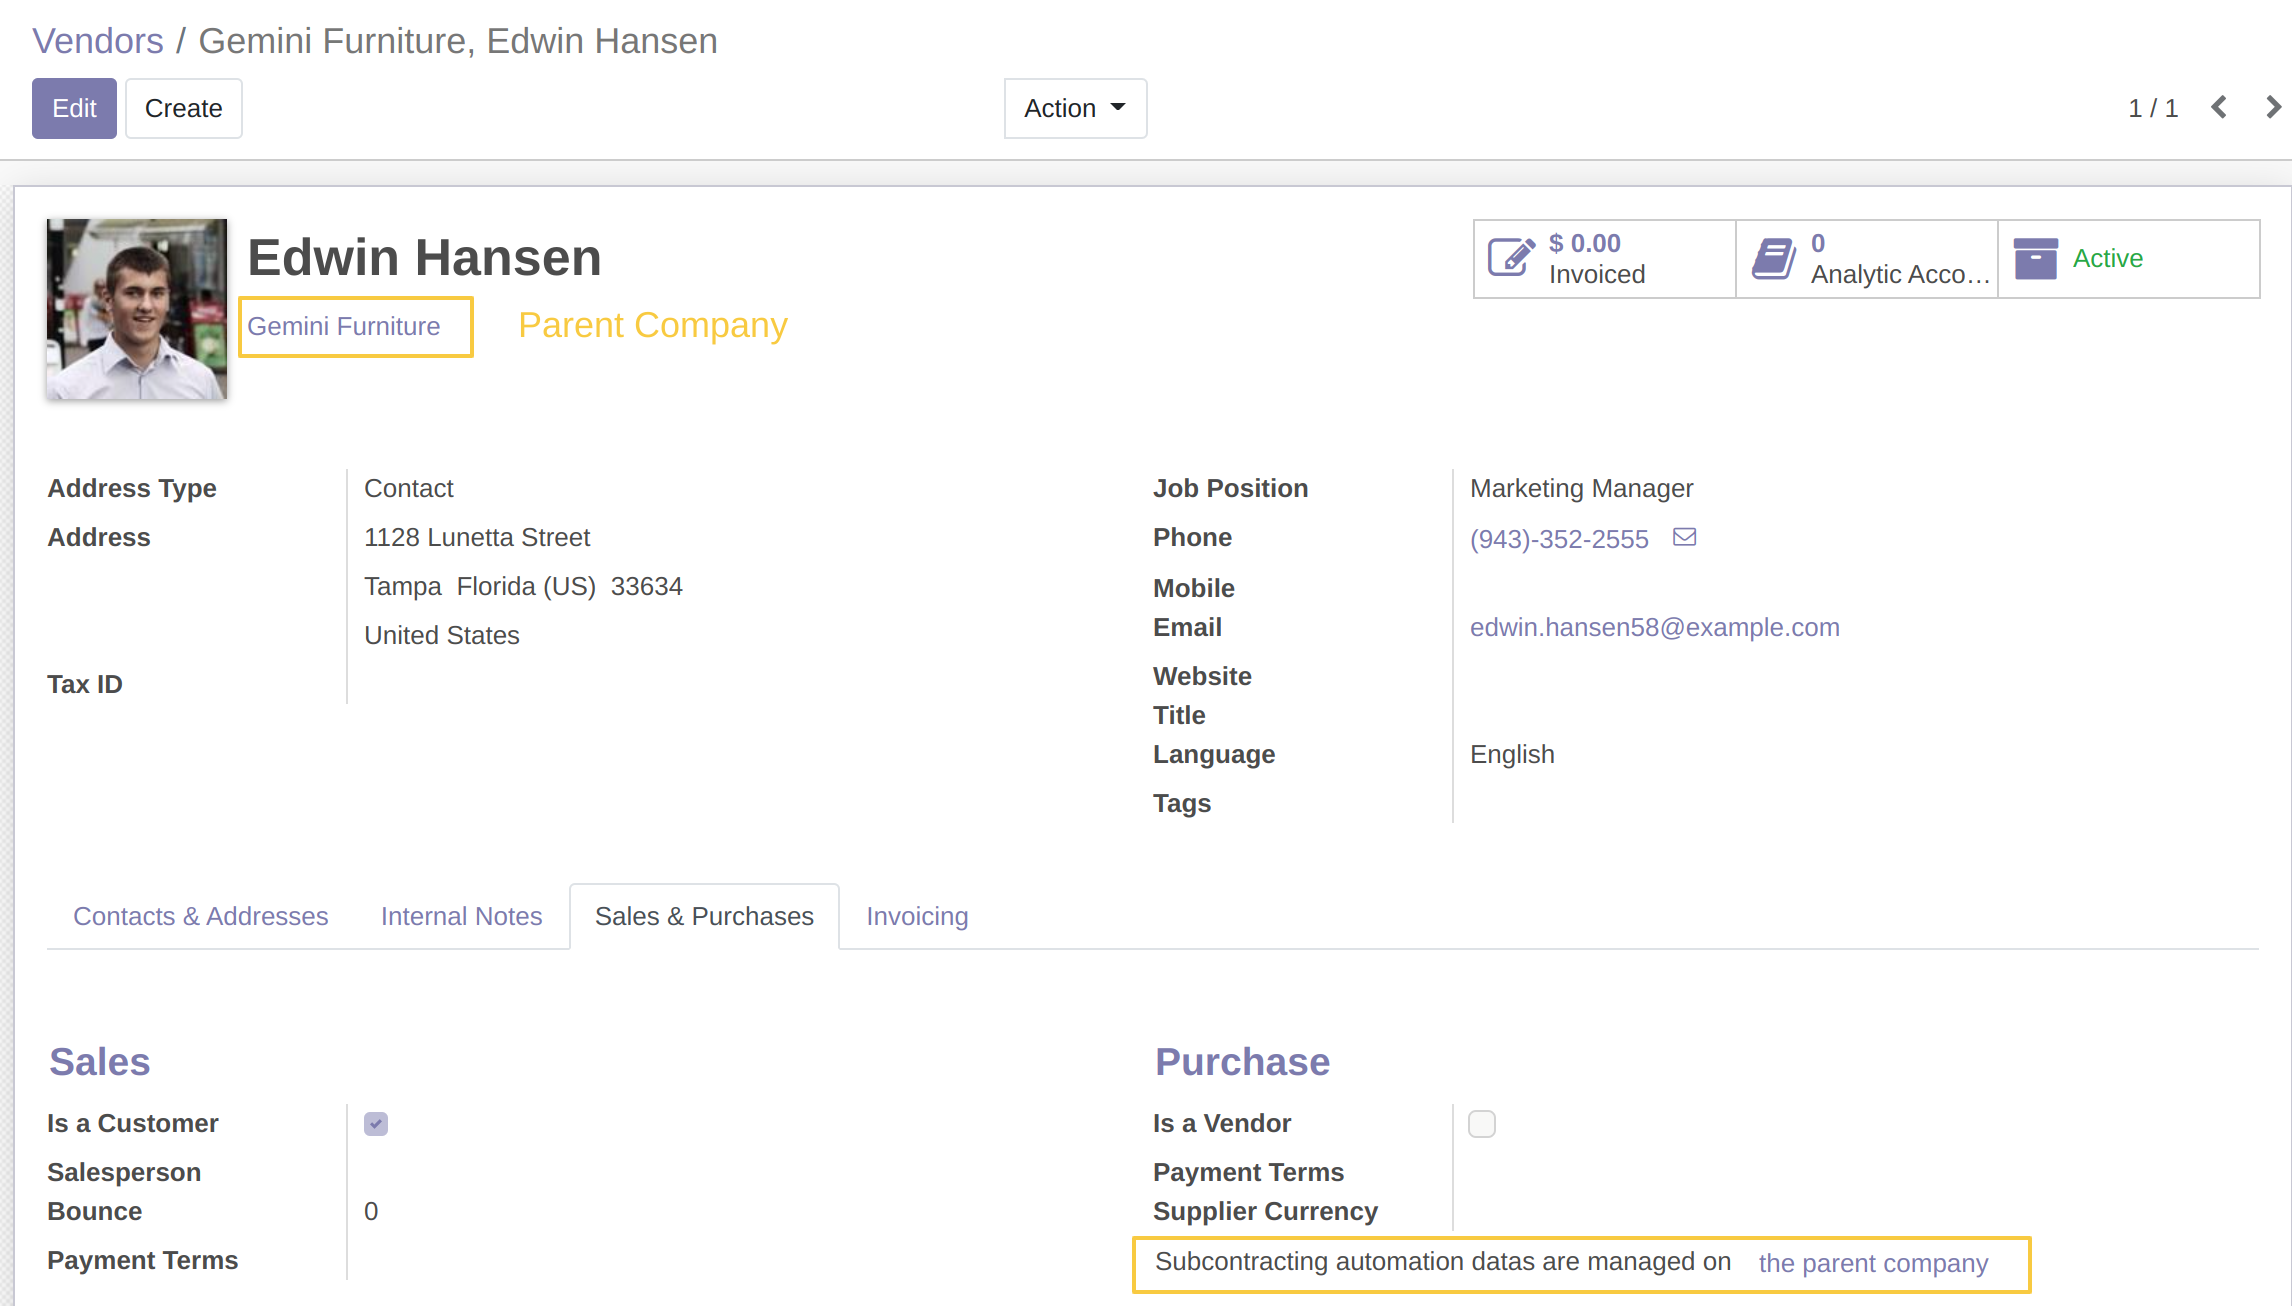 Vendors / Gemini Furniture, Edwin Hansen
Edit Create Action 1 / 1
Edwin Hansen
Gemini Furniture Parent Company
$ 0.00
Invoiced
0
Analytic Acco...
Active
Address Type Contact
Address 1128 Lunetta Street
Tampa Florida (US) 33634
United States
Tax ID
Job Position Marketing Manager
Phone (943)-352-2555
Mobile
Email edwin.hansen58@example.com
Website
Title
Language English
Tags
Contacts & Addresses Internal Notes Sales & Purchases Invoicing
Sales
Is a Customer
Salesperson
Bounce 0
Payment Terms
Purchase
Is a Vendor
Payment Terms
Supplier Currency
Subcontracting automation datas are managed on the parent company